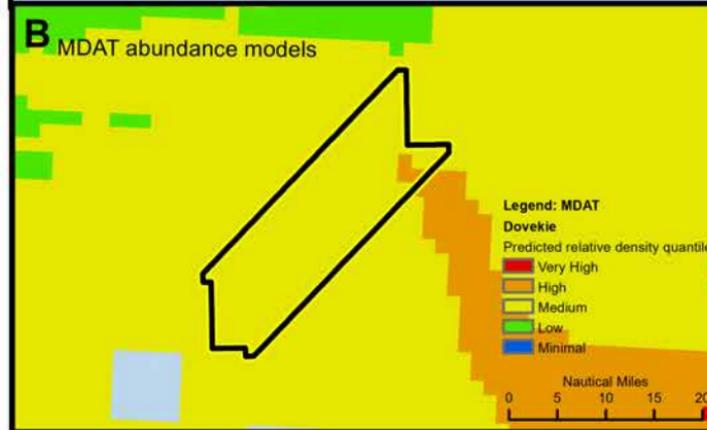 B MDAT abundance models
Legend: MDAT
Dovekie
Predicted relative density quantile
Very High
High
Medium
Low
Minimal
Nautical Miles
0 5 10 15 20